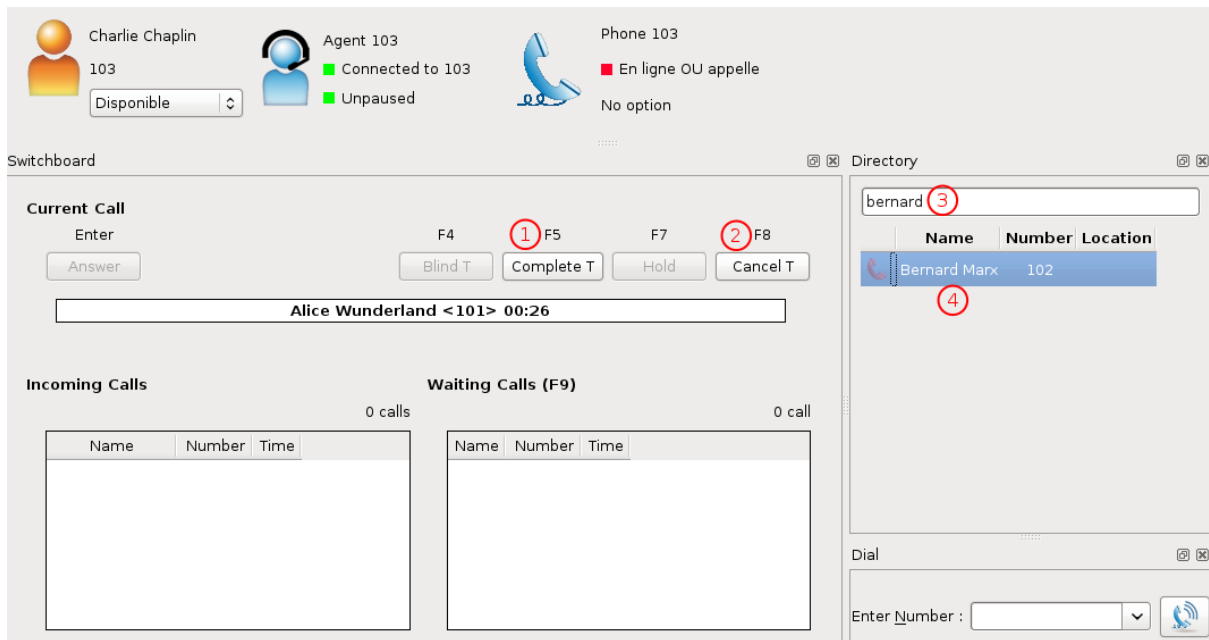 Charlie Chaplin
103
Disponible
Agent 103
Connected to 103
Unpaused
Phone 103
En ligne OU appelle
No option
Switchboard
Current Call
Enter F4 1 F5 F7 2 F8
Answer Blind T Complete T Hold Cancel T
Alice Wunderland <101> 00:26
Incoming Calls
0 calls
Name Number Time
Waiting Calls (F9)
0 call
Name Number Time
Directory
bernard 3
Name Number Location
Bernard Marx 102
4
Dial
Enter Number :